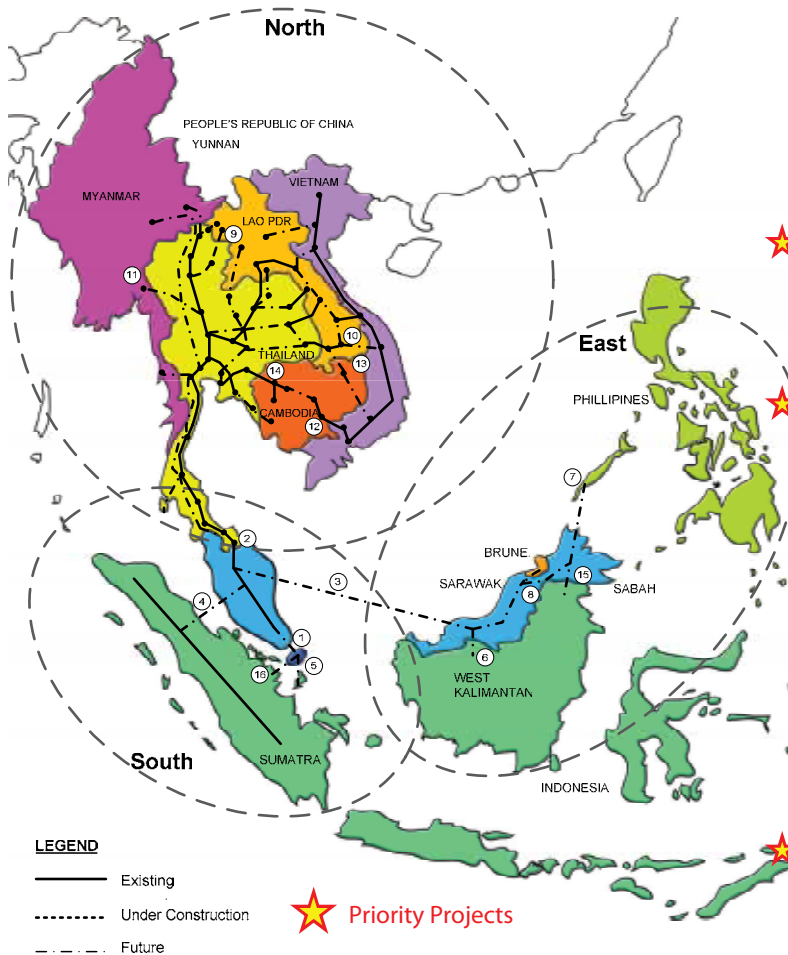 North
PEOPLE'S REPUBLIC OF CHINA
YUNNAN
VIETNAM
MYANMAR
LAO PDR
9
11
10
THAILAND
East
13
14
PHILLIPINES
CAMBODIA
12
7
2
BRUNE
3
SARAWAK
15
SABAH
8
4
1
6
5
16
WEST
KALIMANTAN
South
SUMATRA
INDONESIA
LEGEND
Existing
Under Construction
Priority Projects
Future